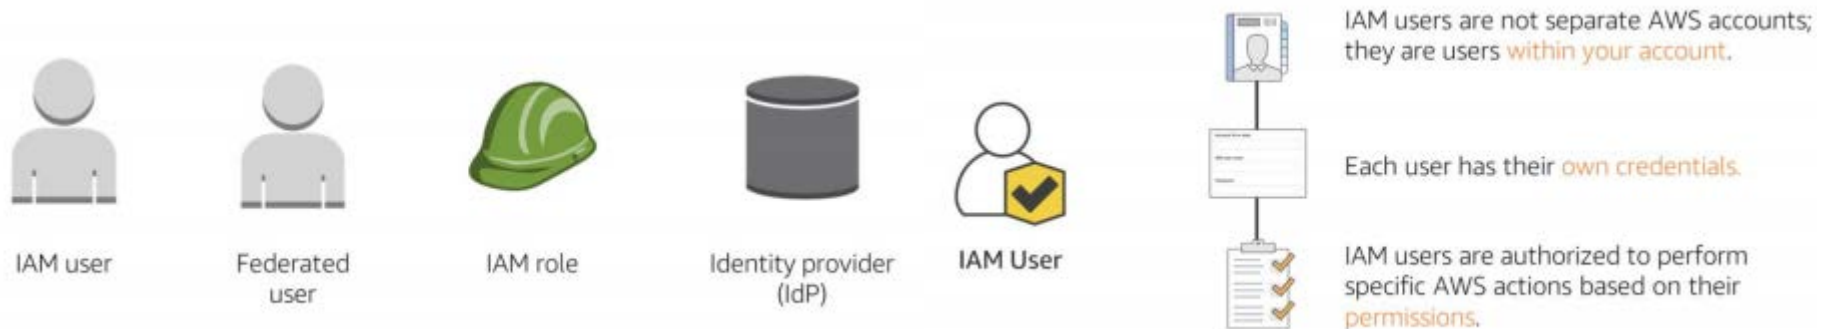 IAM user
Federated
user
IAM role
Identity provider
(IdP)
IAM User
IAM users are not separate AWS accounts;
they are users within your account.
Each user has their own credentials.
IAM users are authorized to perform
specific AWS actions based on their
permissions.